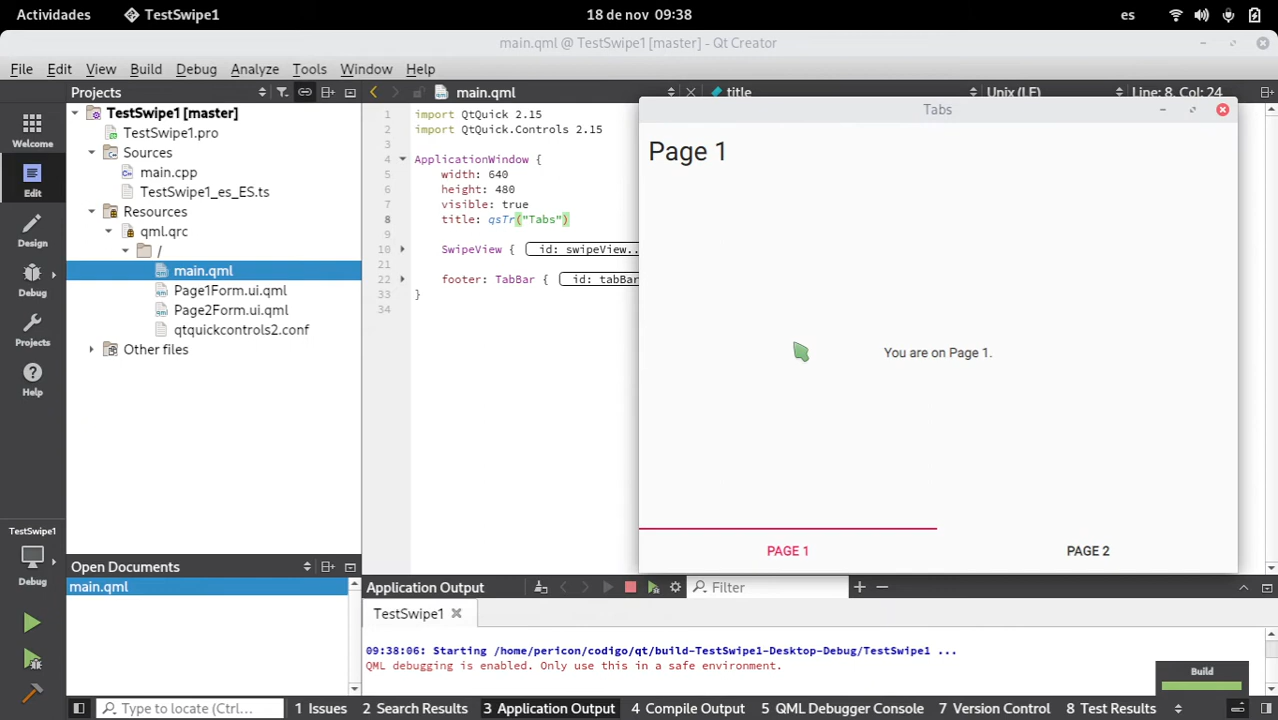 Actividades TestSwipe1 18 de nov 09:38 es
main.qml @ TestSwipe1 [master] - Qt Creator
File Edit View Build Debug Analyze Tools Window Help
Projects main.qml title Unix (LF) Line: 8, Col: 24
Welcome
Edit
Design
Debug
Projects
Help
TestSwipe1
Debug
TestSwipe1 [master]
TestSwipe1.pro
Sources
main.cpp
TestSwipe1_es_ES.ts
Resources
qml.qrc
/
main.qml
Page1Form.ui.qml
Page2Form.ui.qml
qtquickcontrols2.conf
Other files
Open Documents
main.qml
1 import QtQuick 2.15
2 import QtQuick.Controls 2.15
3
4 ApplicationWindow {
5 width: 640
6 height: 480
7 visible: true
8 title: qsTr("Tabs")
9
10 SwipeView { id: swipeView..
21
22 footer: TabBar { id: tabBar
33 }
34
Tabs
Page 1
You are on Page 1.
PAGE 1 PAGE 2
Application Output Filter
TestSwipe1
09:38:06: Starting /home/pericon/codigo/qt/build-TestSwipe1-Desktop-Debug/TestSwipe1 ...
QML debugging is enabled. Only use this in a safe environment.
Build
Type to locate (Ctrl+... 1 Issues 2 Search Results 3 Application Output 4 Compile Output 5 QML Debugger Console 7 Version Control 8 Test Results